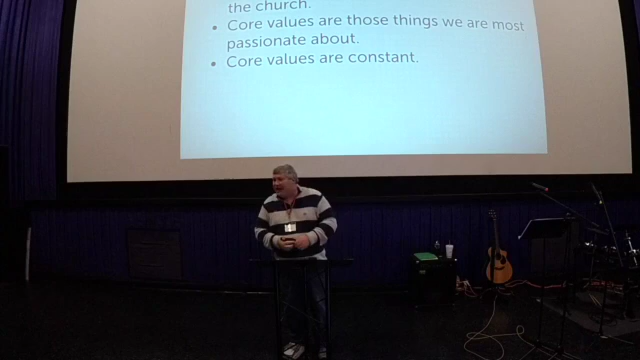 the church.
• Core values are those things we are most
passionate about.
• Core values are constant.